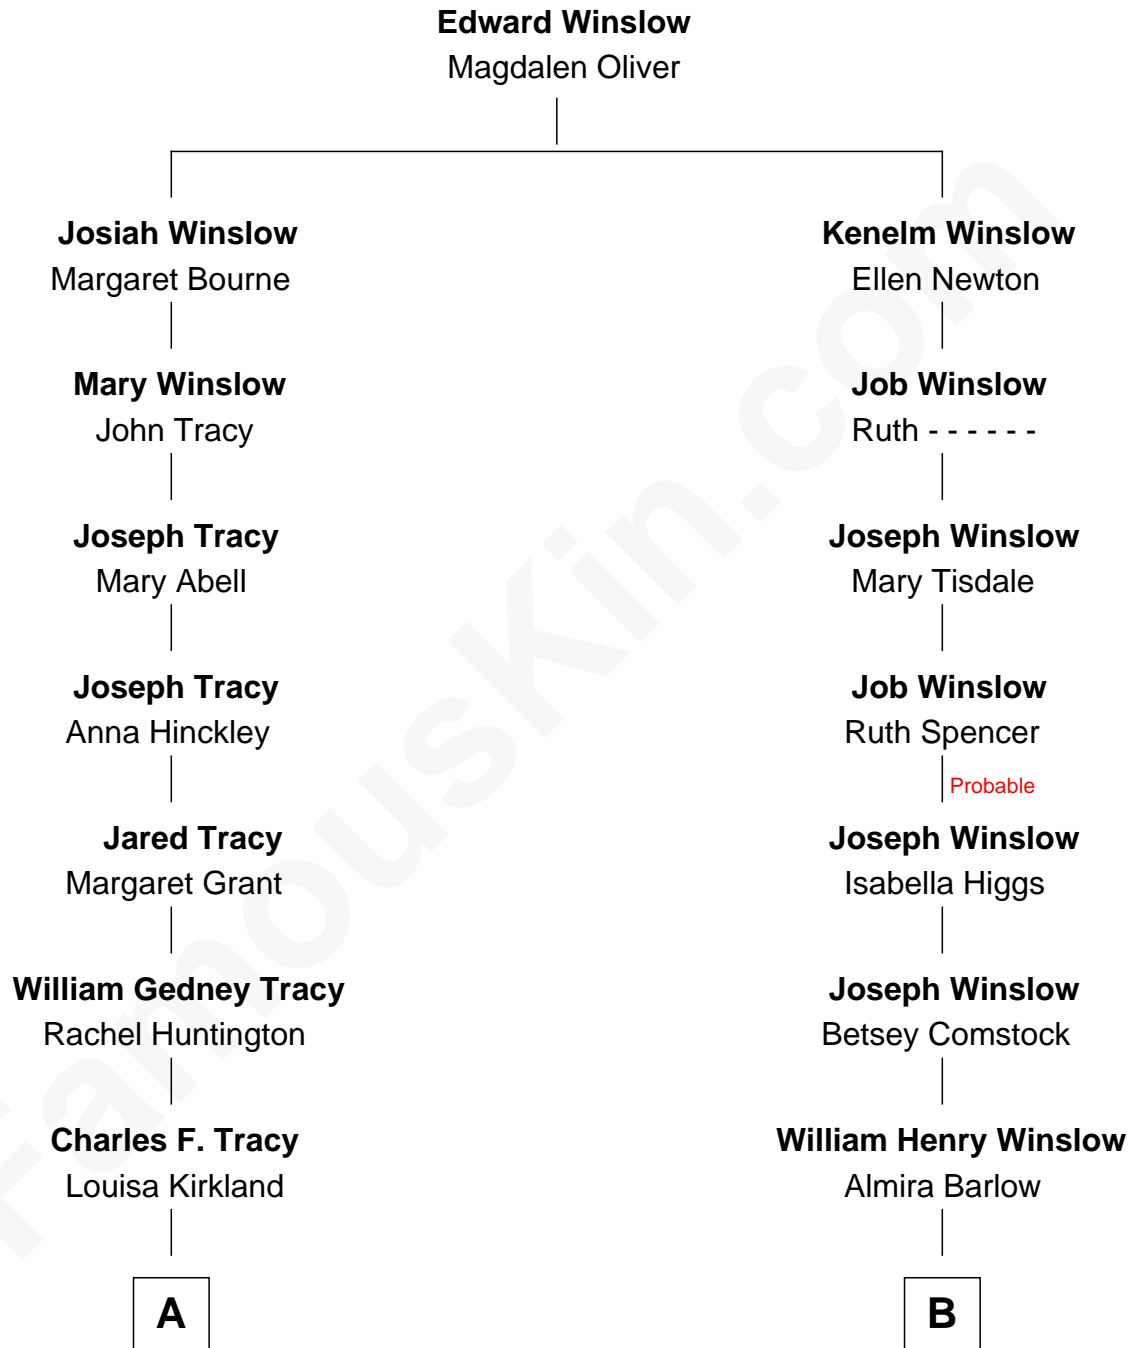 Edward Winslow
Magdalen Oliver
Josiah Winslow
Margaret Bourne
Kenelm Winslow
Ellen Newton
Mary Winslow
John Tracy
Job Winslow
Ruth - - - - - -
Joseph Tracy
Mary Abell
Joseph Winslow
Mary Tisdale
Joseph Tracy
Anna Hinckley
Job Winslow
Ruth Spencer
Probable
Jared Tracy
Margaret Grant
Joseph Winslow
Isabella Higgs
William Gedney Tracy
Rachel Huntington
Joseph Winslow
Betsey Comstock
Charles F. Tracy
Louisa Kirkland
William Henry Winslow
Almira Barlow
A
B
FamousKin.com